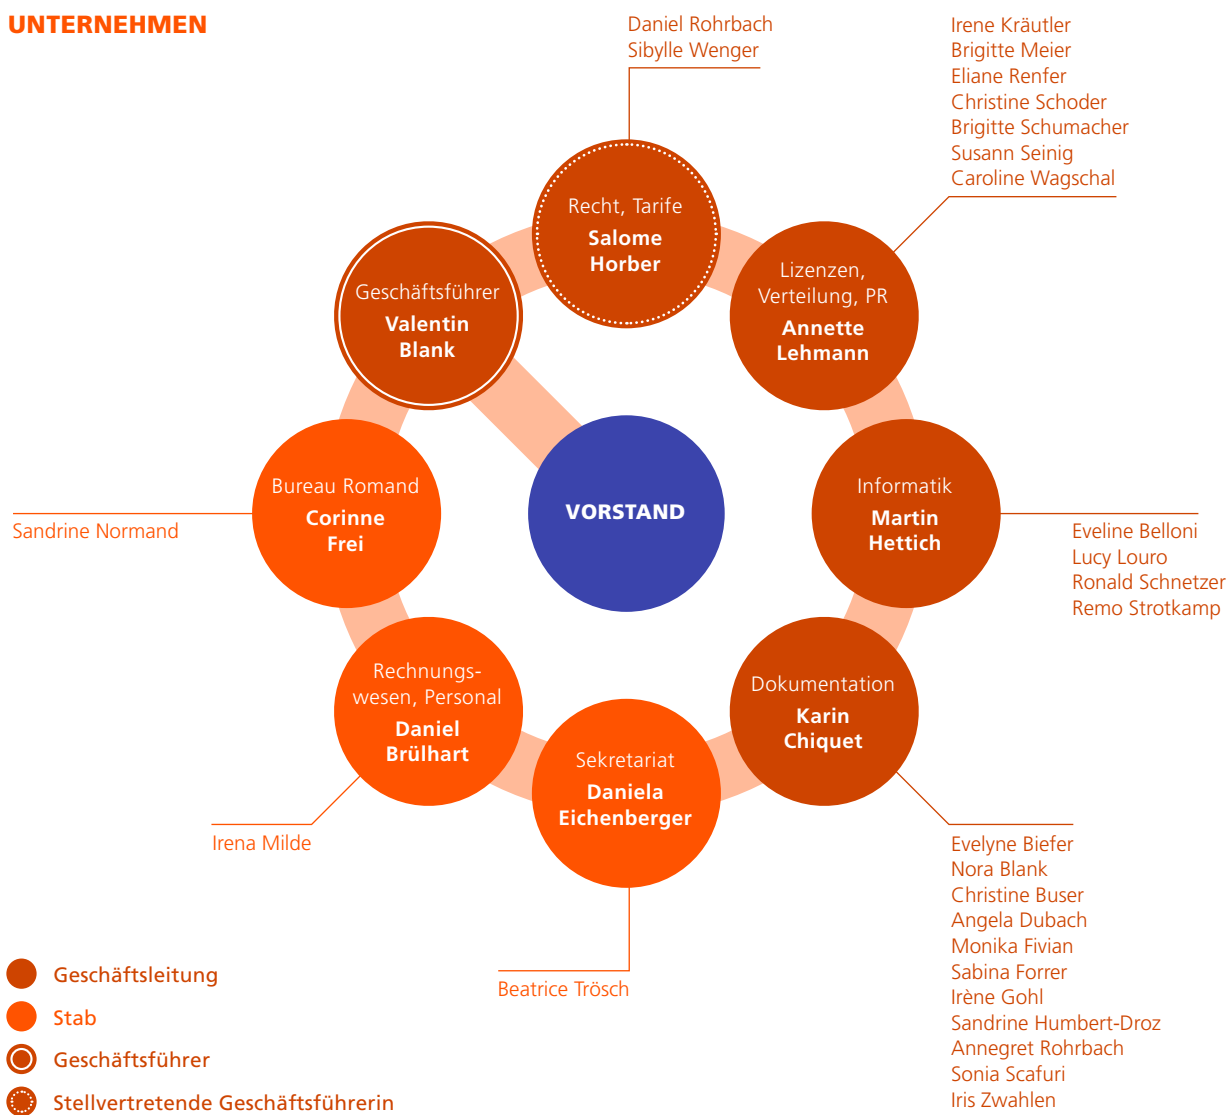 UNTERNEHMEN
Daniel Rohrbach
Sibylle Wenger
Irene Kräutler
Brigitte Meier
Eliane Renfer
Christine Schoder
Brigitte Schumacher
Susann Seinig
Caroline Wagschal
Recht, Tarife
Salome
Horber
Geschäftsführer
Valentin
Blank
Lizenzen,
Verteilung, PR
Annette
Lehmann
Bureau Romand
Corinne
Frei
VORSTAND
Informatik
Martin
Hettich
Sandrine Normand
Eveline Belloni
Lucy Louro
Ronald Schnetzer
Remo Strotkamp
Rechnungs-
wesen, Personal
Daniel
Brülhart
Dokumentation
Karin
Chiquet
Sekretariat
Daniela
Eichenberger
Irena Milde
Evelyne Biefer
Nora Blank
Christine Buser
Angela Dubach
Monika Fivian
Sabina Forrer
Irène Gohl
Sandrine Humbert-Droz
Annegret Rohrbach
Sonia Scafuri
Iris Zwahlen
Beatrice Trösch
Geschäftsleitung
Stab
Geschäftsführer
Stellvertretende Geschäftsführerin